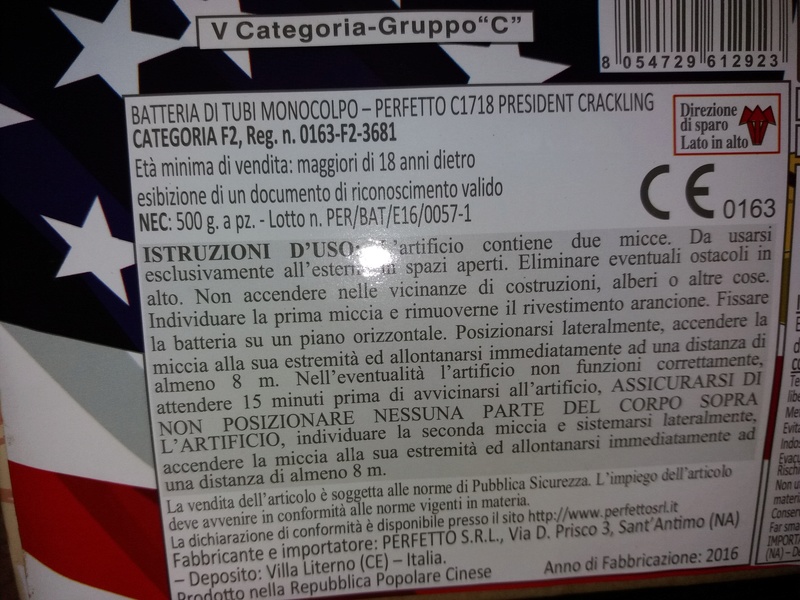 V Categoria-Gruppo"C"
8 054729 612923
BATTERIA DI TUBI MONOCOLPO – PERFETTO C1718 PRESIDENT CRACKLING
CATEGORIA F2, Reg. n. 0163-F2-3681
Età minima di vendita: maggiori di 18 anni dietro
esibizione di un documento di riconoscimento valido
NEC: 500 g. a pz. - Lotto n. PER/BAT/E16/0057-1
Direzione
di sparo
Lato in alto
CE 0163
ISTRUZIONI D'USO: L'artificio contiene due micce. Da usarsi
esclusivamente all'esterno in spazi aperti. Eliminare eventuali ostacoli in
alto. Non accendere nelle vicinanze di costruzioni, alberi o altre cose.
Individuare la prima miccia e rimuoverne il rivestimento arancione. Fissare
la batteria su un piano orizzontale. Posizionarsi lateralmente, accendere la
miccia alla sua estremità ed allontanarsi immediatamente ad una distanza di
almeno 8 m. Nell'eventualità l'artificio non funzioni correttamente,
attendere 15 minuti prima di avvicinarsi all'artificio, ASSICURARSI DI
NON POSIZIONARE NESSUNA PARTE DEL CORPO SOPRA
L'ARTIFICIO, individuare la seconda miccia e sistemarsi lateralmente,
accendere la miccia alla sua estremità ed allontanarsi immediatamente ad
una distanza di almeno 8 m.
La vendita dell'articolo è soggetta alle norme di Pubblica Sicurezza. L'impiego dell'articolo
deve avvenire in conformità alle norme vigenti in materia.
La dichiarazione di conformità è disponibile presso il sito http://www.perfettosrl.it
Fabbricante e importatore: PERFETTO S.R.L., Via D. Prisco 3, Sant'Antimo (NA)
– Deposito: Villa Literno (CE) – Italia.
Prodotto nella Repubblica Popolare Cinese
Anno di Fabbricazione: 2016